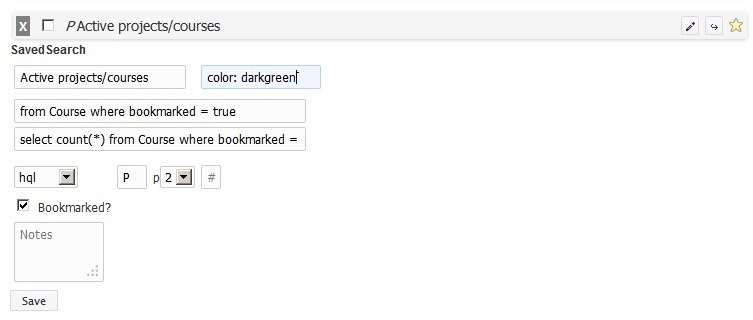 X P Active projects/courses
SavedSearch
Active projects/courses color: darkgreen
from Course where bookmarked = true
select count(*) from Course where bookmarked =
hql P p 2 #
Bookmarked?
Notes
Save